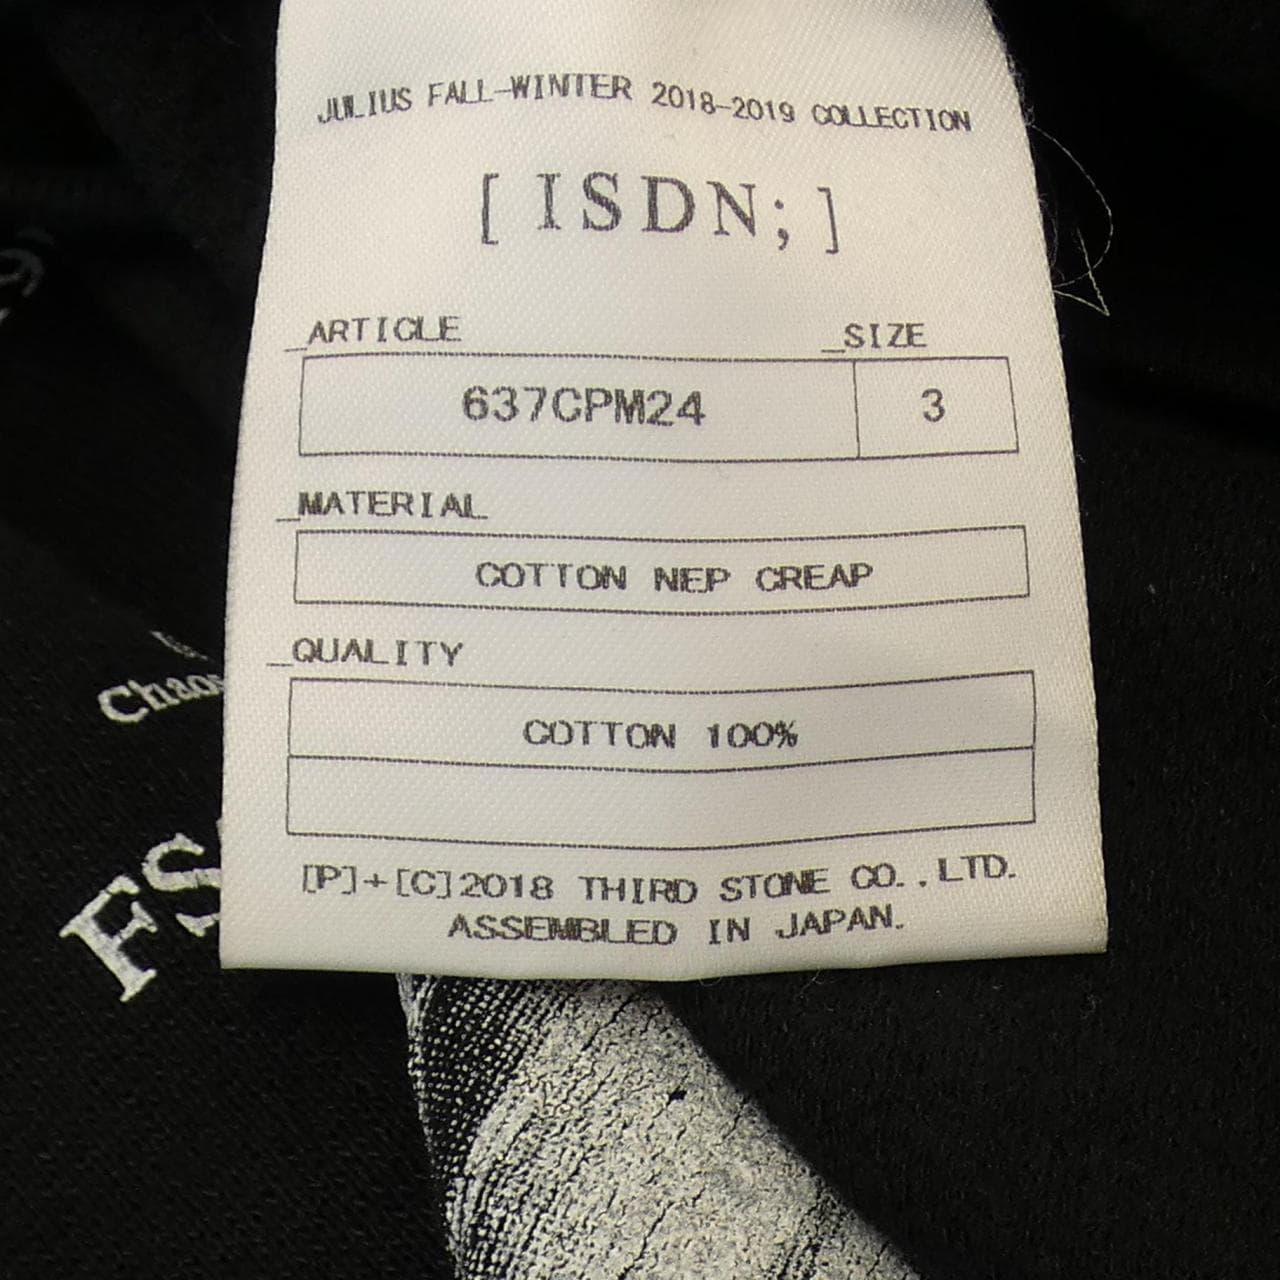 JULIUS FALL-WINTER 2018-2019 COLLECTION
[ ISDN; ]
_ARTICLE _SIZE
637CPM24 3
_MATERIAL
COTTON NEP CREAP
_QUALITY
COTTON 100%
[P]+[C]2018 THIRD STONE CO.,LTD.
ASSEMBLED IN JAPAN.
Chaos
FS